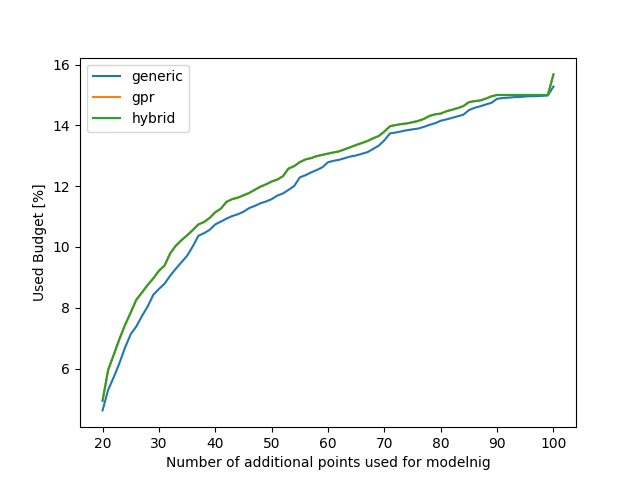 generic
gpr
hybrid
16
14
12
10
8
6
Used Budget [%]
20 30 40 50 60 70 80 90 100
Number of additional points used for modelnig